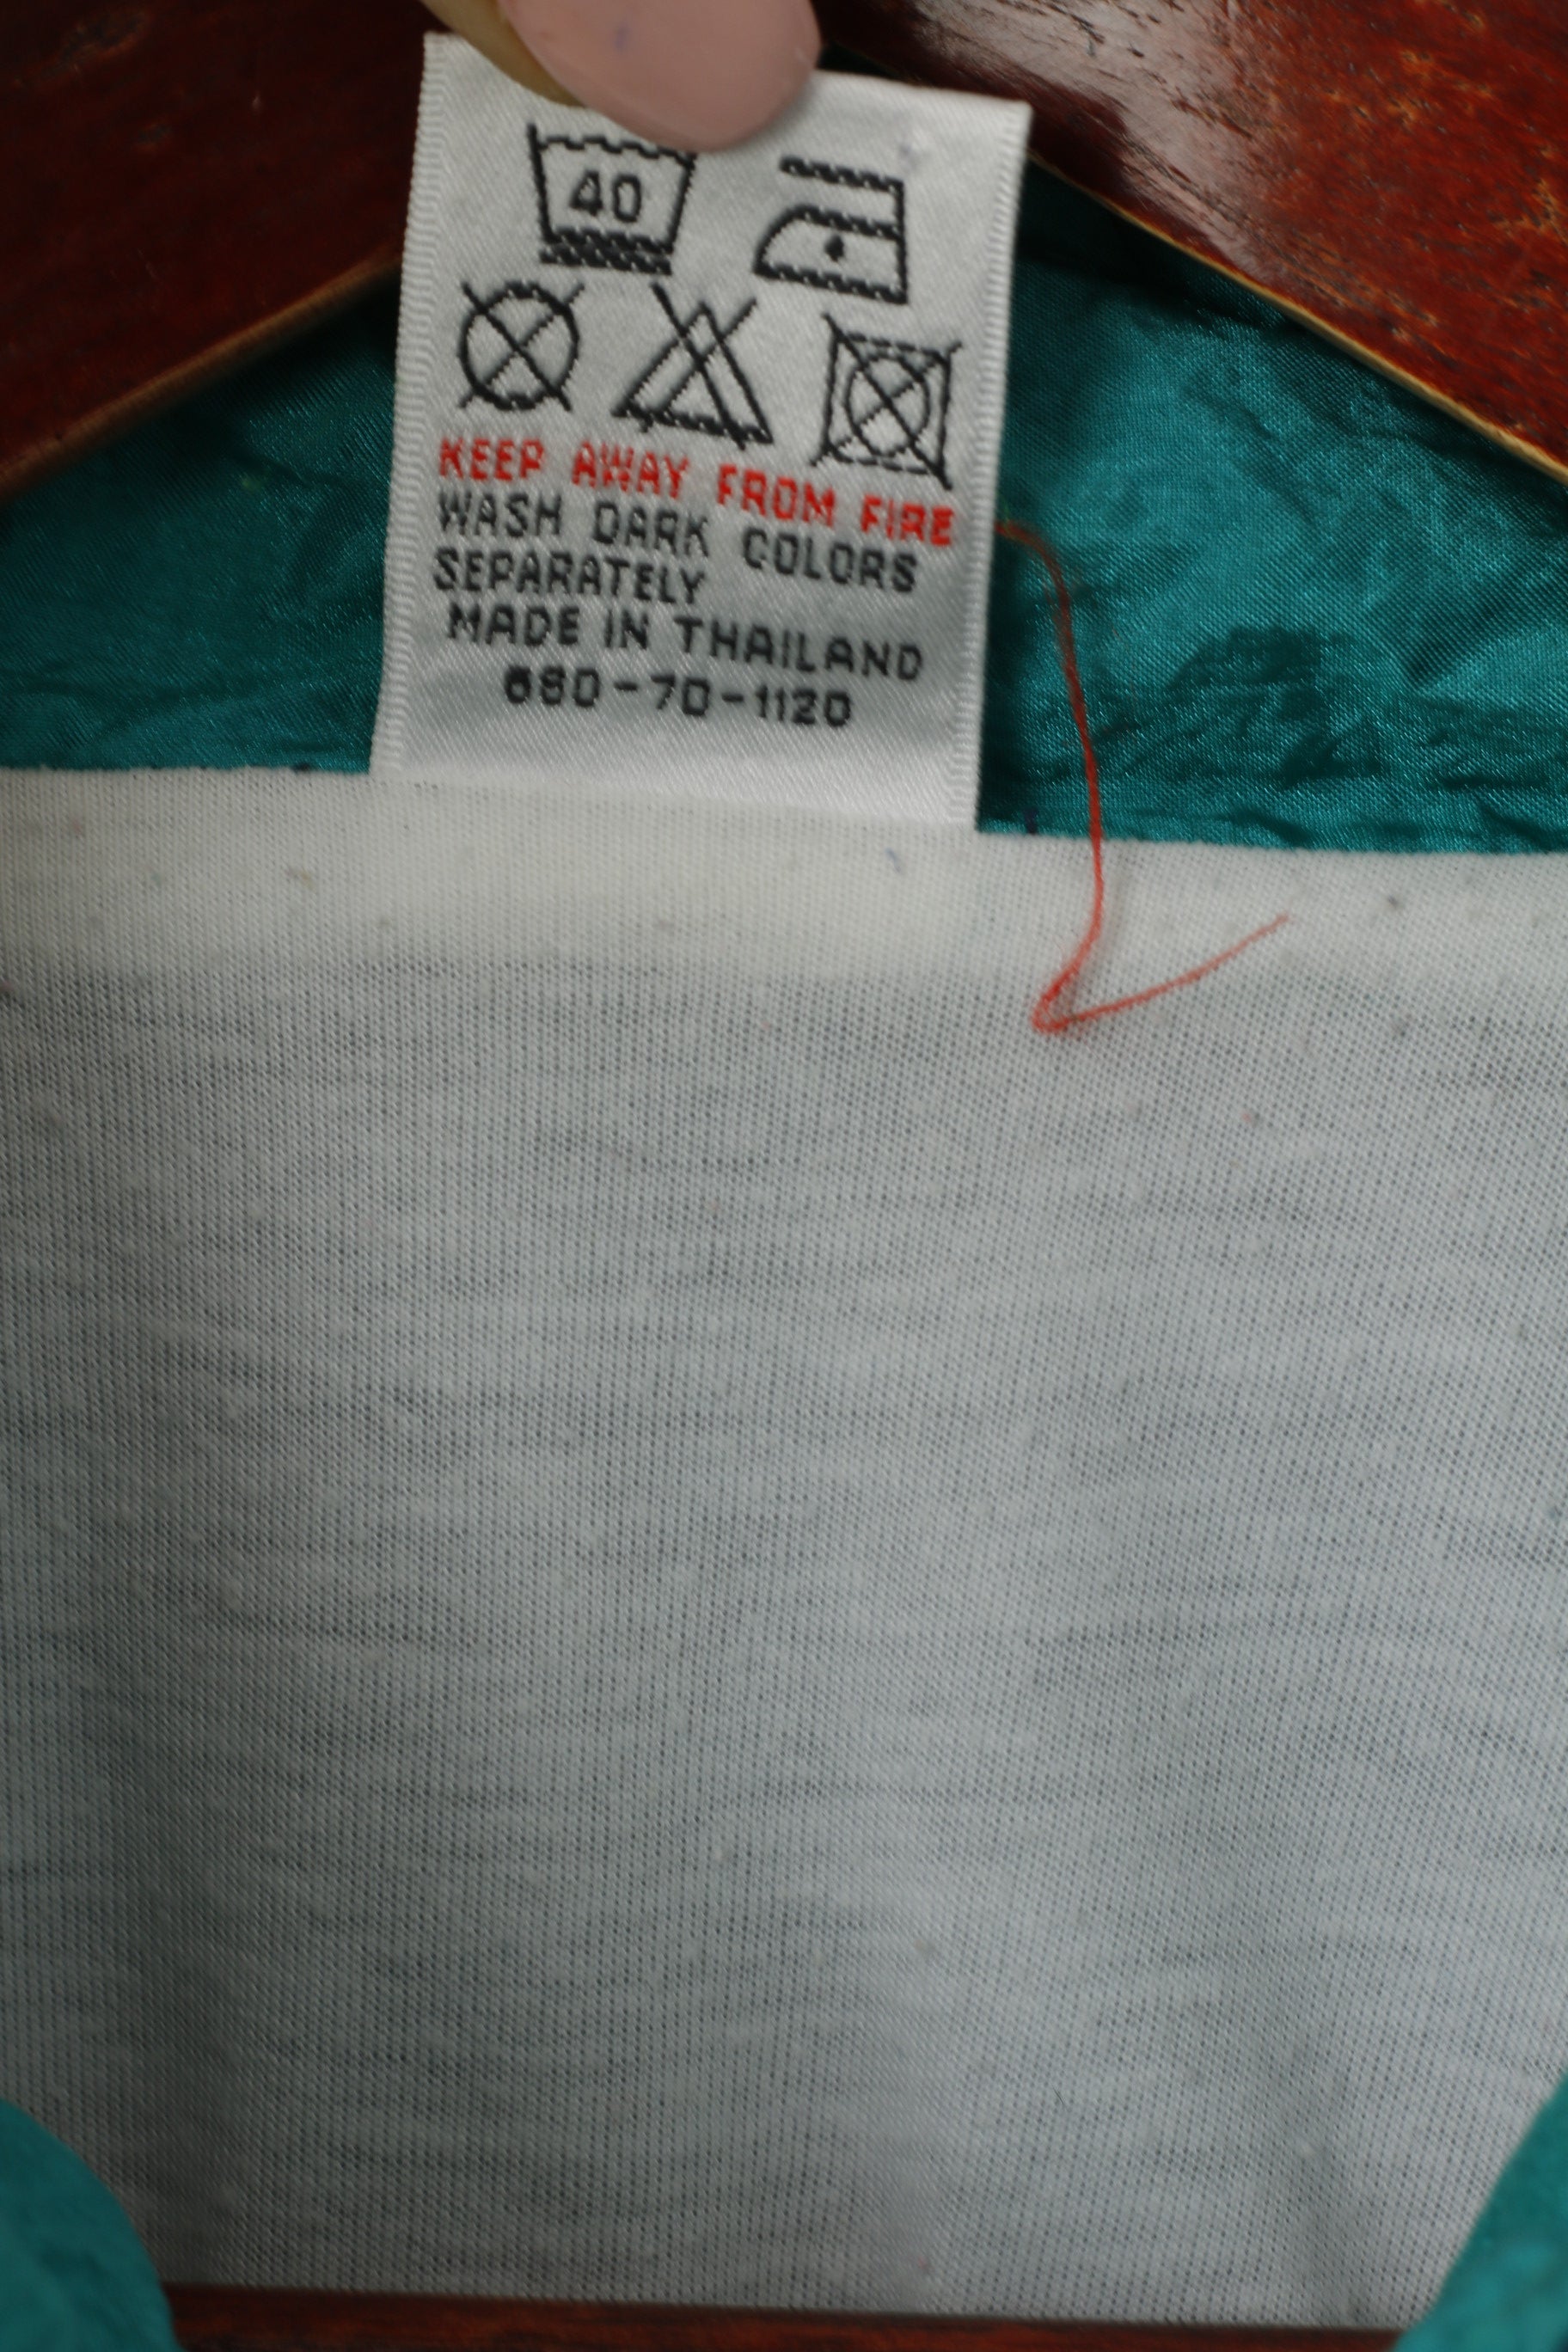 40
KEEP AWAY FROM FIRE
WASH DARK COLORS
SEPARATELY
MADE IN THAILAND
680-70-1120